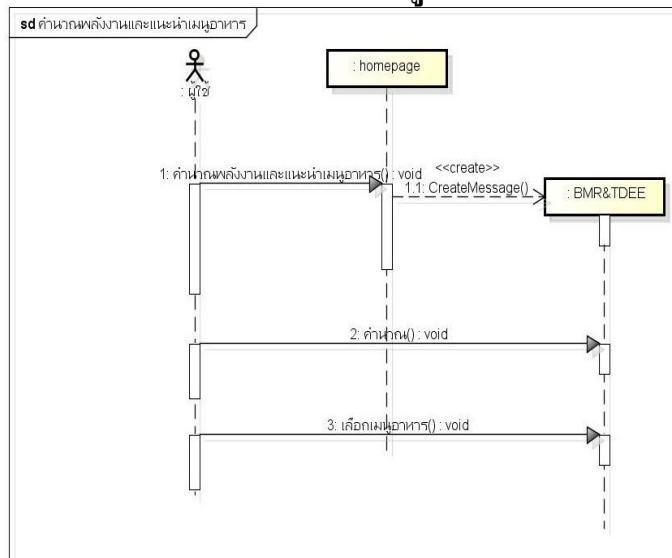 sd คำนวณพลังงานและแนะนำเมนูอาหาร
: ผู้ใช้
: homepage
1: คำนวณพลังงานและแนะนำเมนูอาหาร() : void
<<create>>
1.1: CreateMessage()
: BMR&TDEE
2: คำนวณ() : void
3: เลือกเมนูอาหาร() : void